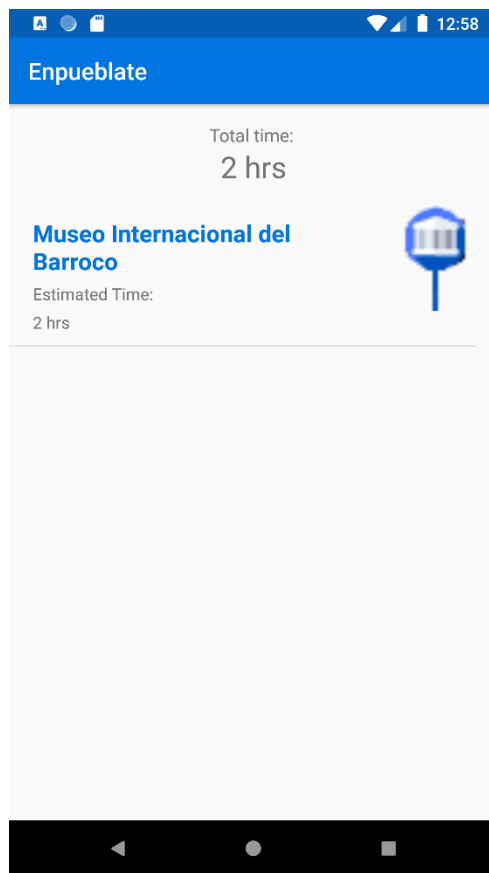 12:58
Enpueblate
Total time:
2 hrs
Museo Internacional del
Barroco
Estimated Time:
2 hrs